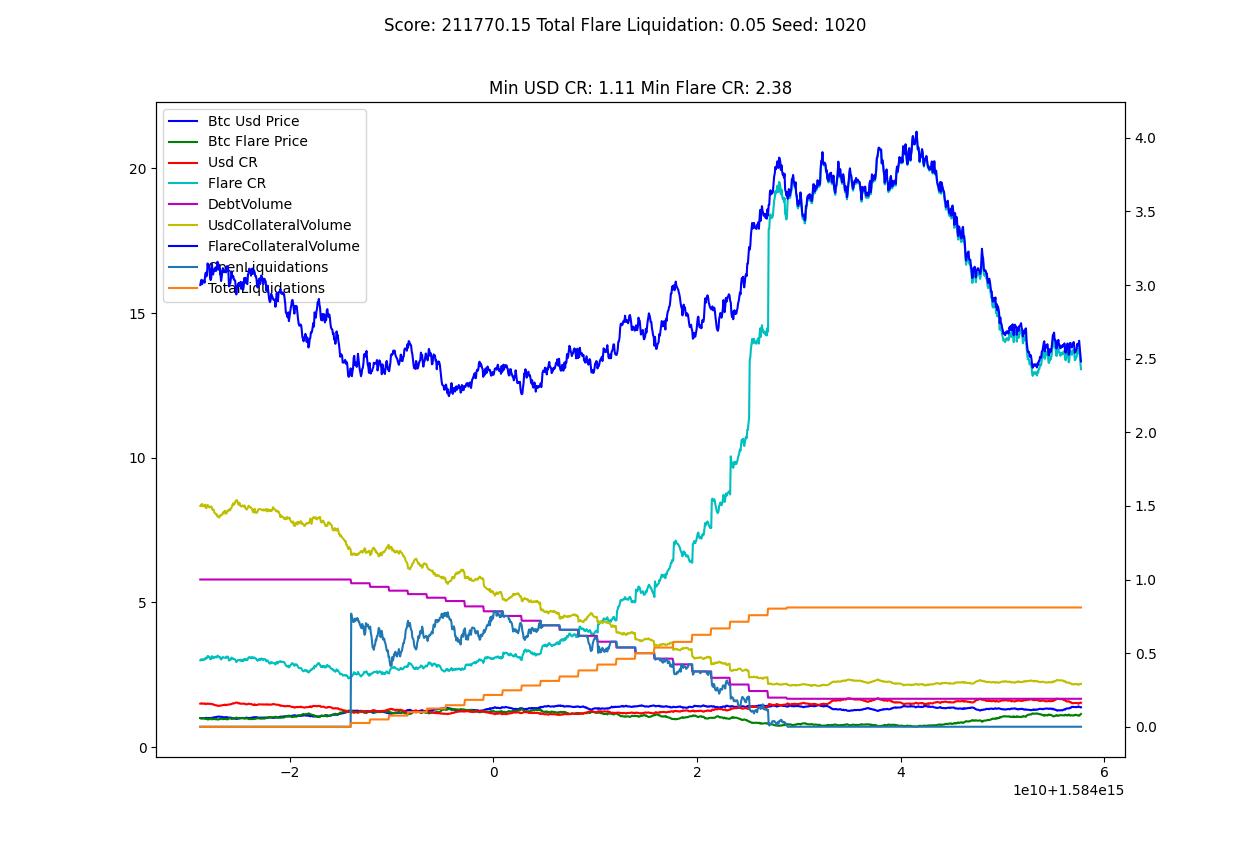 Score: 211770.15 Total Flare Liquidation: 0.05 Seed: 1020
Min USD CR: 1.11 Min Flare CR: 2.38
Btc Usd Price
Btc Flare Price
Usd CR
Flare CR
DebtVolume
UsdCollateralVolume
FlareCollateralVolume
OpenLiquidations
TotalLiquidations
20
15
10
5
0
4.0
3.5
3.0
2.5
2.0
1.5
1.0
0.5
0.0
−2
0
2
4
6
1e10+1.584e15